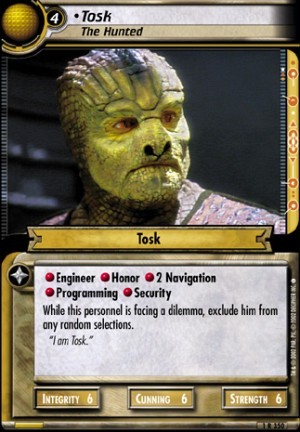 4 •Tosk
The Hunted
Tosk
Engineer Honor 2 Navigation
Programming Security
While this personnel is facing a dilemma, exclude him from
any random selections.
"I am Tosk."
INTEGRITY 6 CUNNING 6 STRENGTH 6